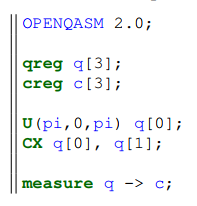 OPENQASM 2.0;
qreg q[3];
creg c[3];
U(pi,0,pi) q[0];
CX q[0], q[1];
measure q -> c;